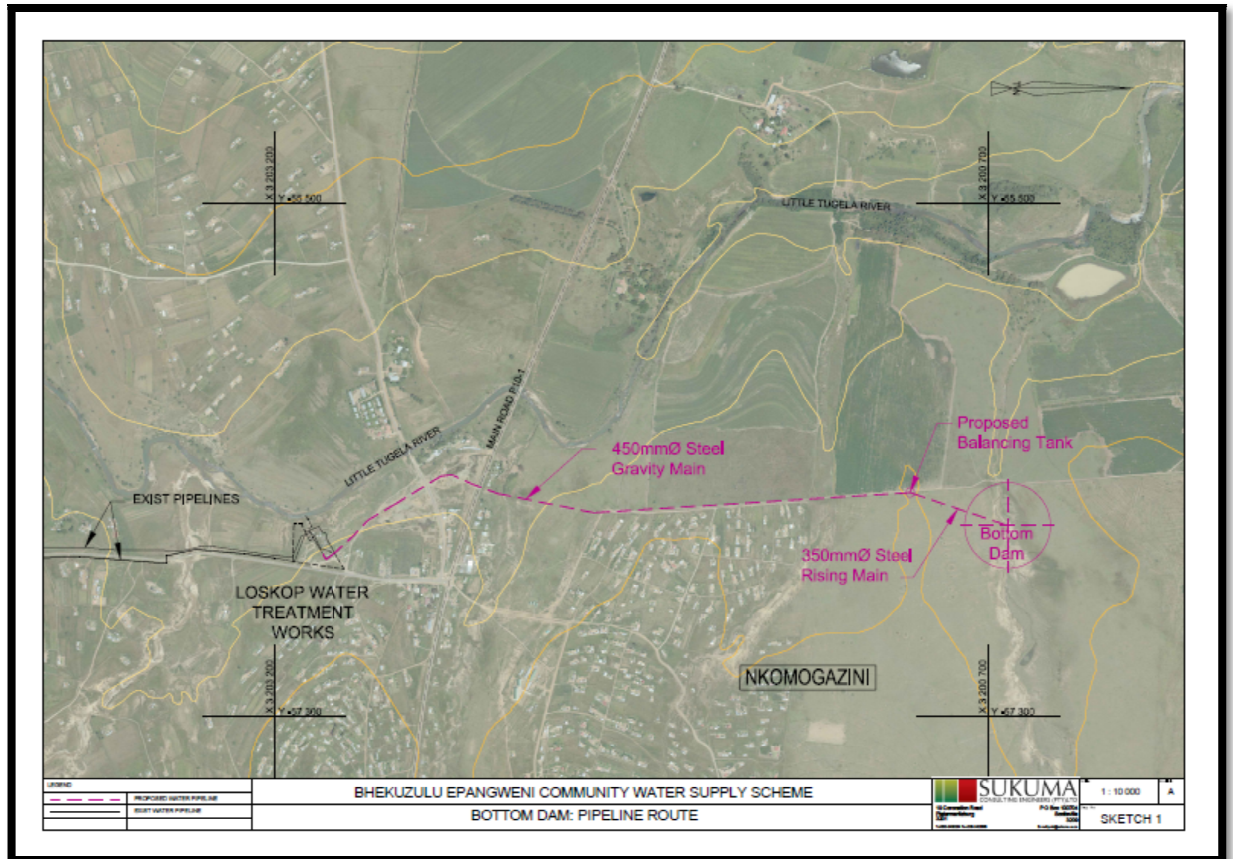 X 3 203 200
Y -55 500
X 3 200 700
Y -55 500
LITTLE TUGELA RIVER
MAIN ROAD P10-1
LITTLE TUGELA RIVER
450mmØ Steel
Gravity Main
Proposed
Balancing Tank
EXIST PIPELINES
Bottom
Dam
350mmØ Steel
Rising Main
LOSKOP WATER
TREATMENT
WORKS
NKOMOGAZINI
X 3 203 200
Y -57 300
X 3 200 700
Y -57 300
LEGEND
PROPOSED WATER PIPELINE
EXIST WATER PIPELINE
BHEKUZULU EPANGWENI COMMUNITY WATER SUPPLY SCHEME
BOTTOM DAM: PIPELINE ROUTE
SUKUMA
CONSULTING ENGINEERS (PTY) LTD
1 : 10 000
A
SKETCH 1